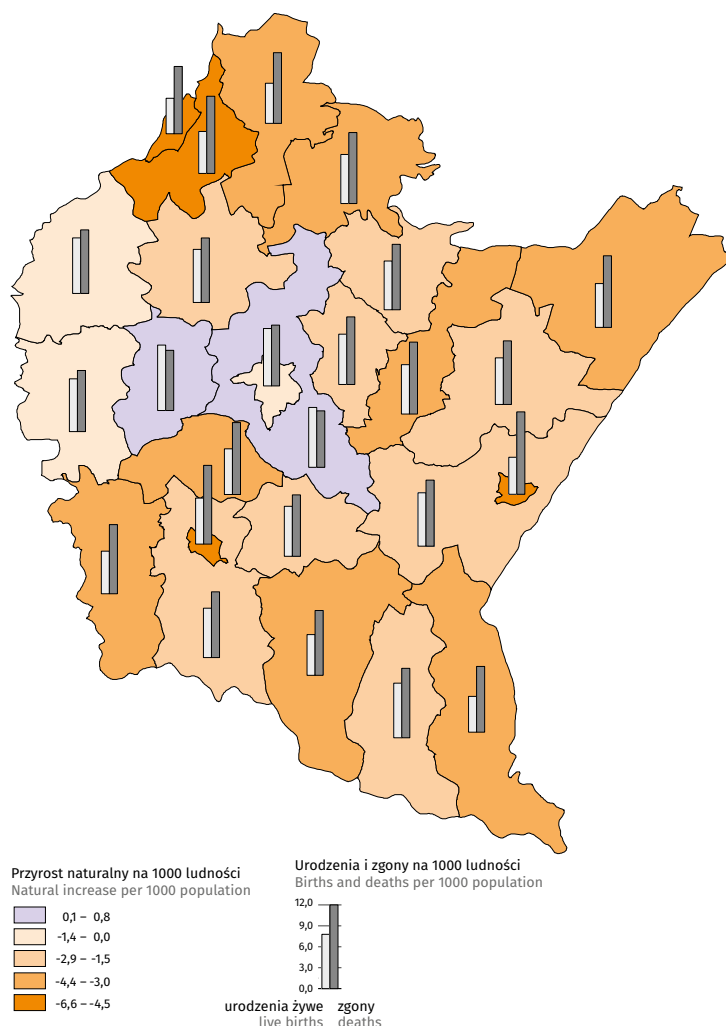 Przyrost naturalny na 1000 ludności
Natural increase per 1000 population
0,1 – 0,8
-1,4 – 0,0
-2,9 – -1,5
-4,4 – -3,0
-6,6 – -4,5
Urodzenia i zgony na 1000 ludności
Births and deaths per 1000 population
12,0
9,0
6,0
3,0
0,0
urodzenia żywe zgony
live births deaths